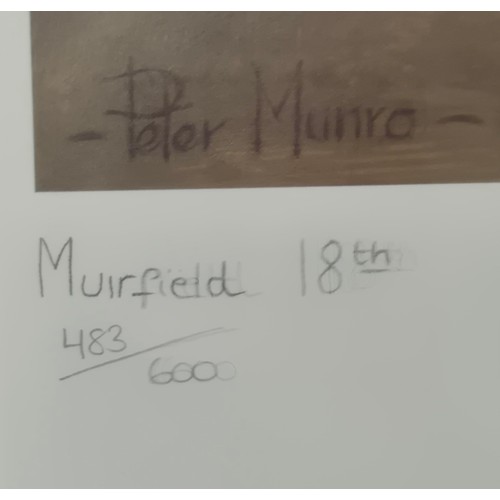 - Peter Munro -
Muirfield 18th
483/6000